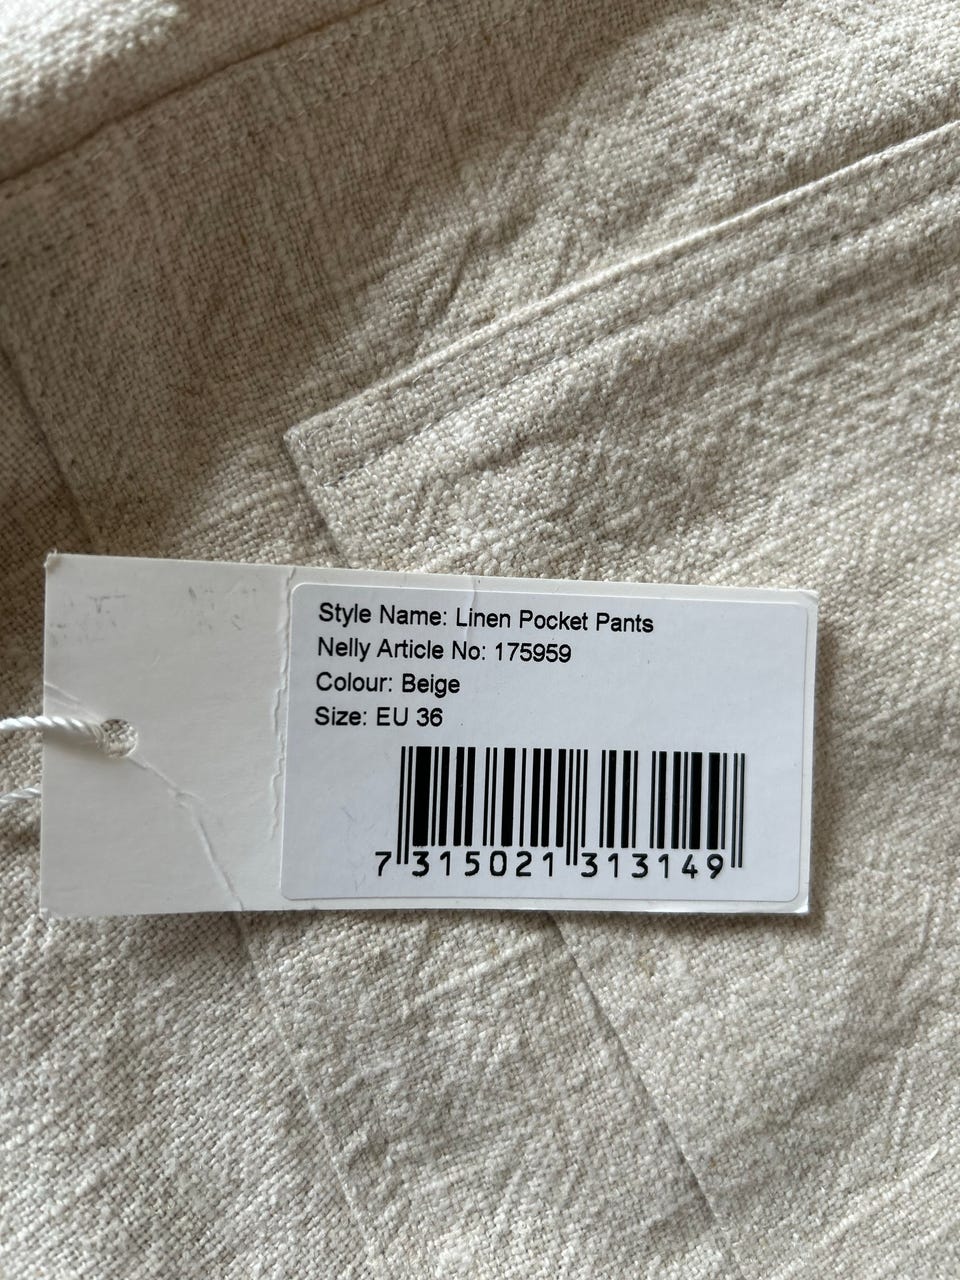 Style Name: Linen Pocket Pants
Nelly Article No: 175959
Colour: Beige
Size: EU 36
7 315021 313149